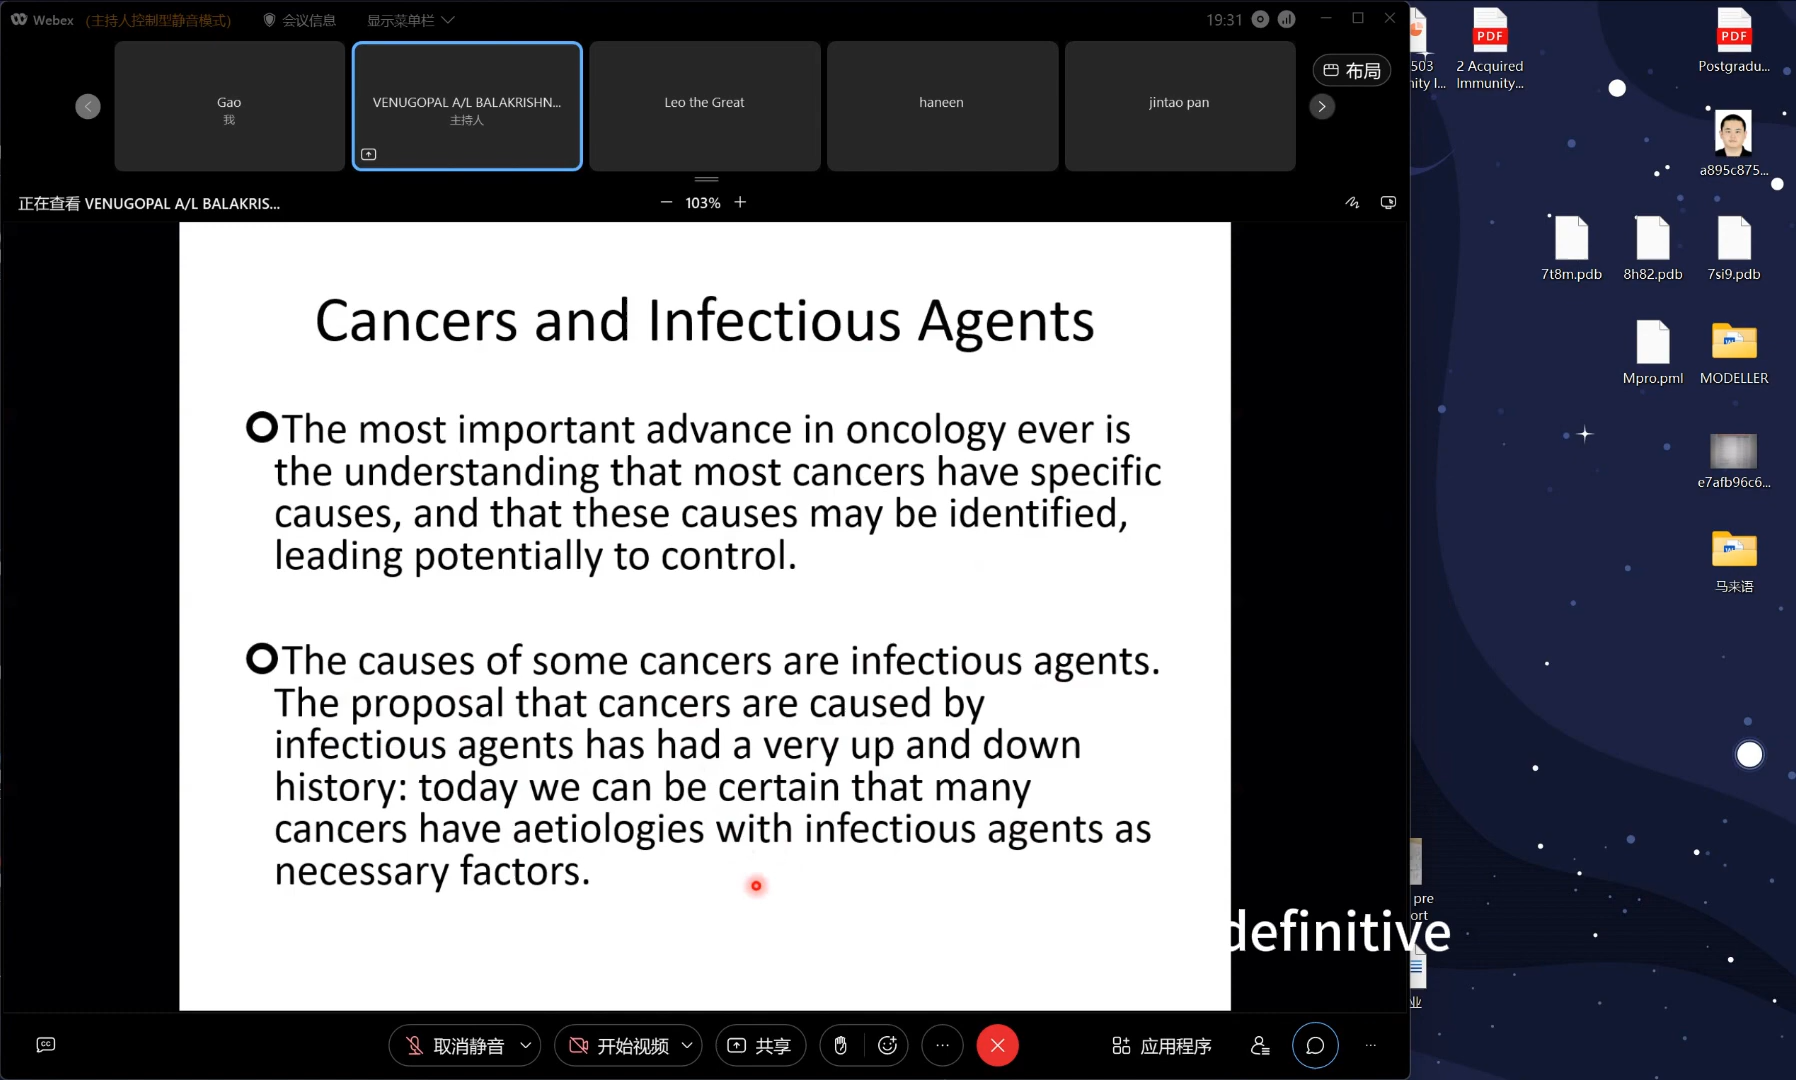 Webex (主持人控制型静音模式) 会议信息 显示菜单栏 19:31
Gao
我
VENUGOPAL A/L BALAKRISHN...
主持人
Leo the Great
haneen
jintao pan
布局
正在查看 VENUGOPAL A/L BALAKRIS...
103%
Cancers and Infectious Agents
The most important advance in oncology ever is
the understanding that most cancers have specific
causes, and that these causes may be identified,
leading potentially to control.
The causes of some cancers are infectious agents.
The proposal that cancers are caused by
infectious agents has had a very up and down
history: today we can be certain that many
cancers have aetiologies with infectious agents as
necessary factors.
definitive
CC
取消静音
开始视频
共享
应用程序
503
nity I...
PDF
2 Acquired
Immunity...
PDF
Postgradu...
a895c875...
7t8m.pdb
8h82.pdb
7si9.pdb
Mpro.pml
MODELLER
e7afb96c6...
马来语
pre
ort
业